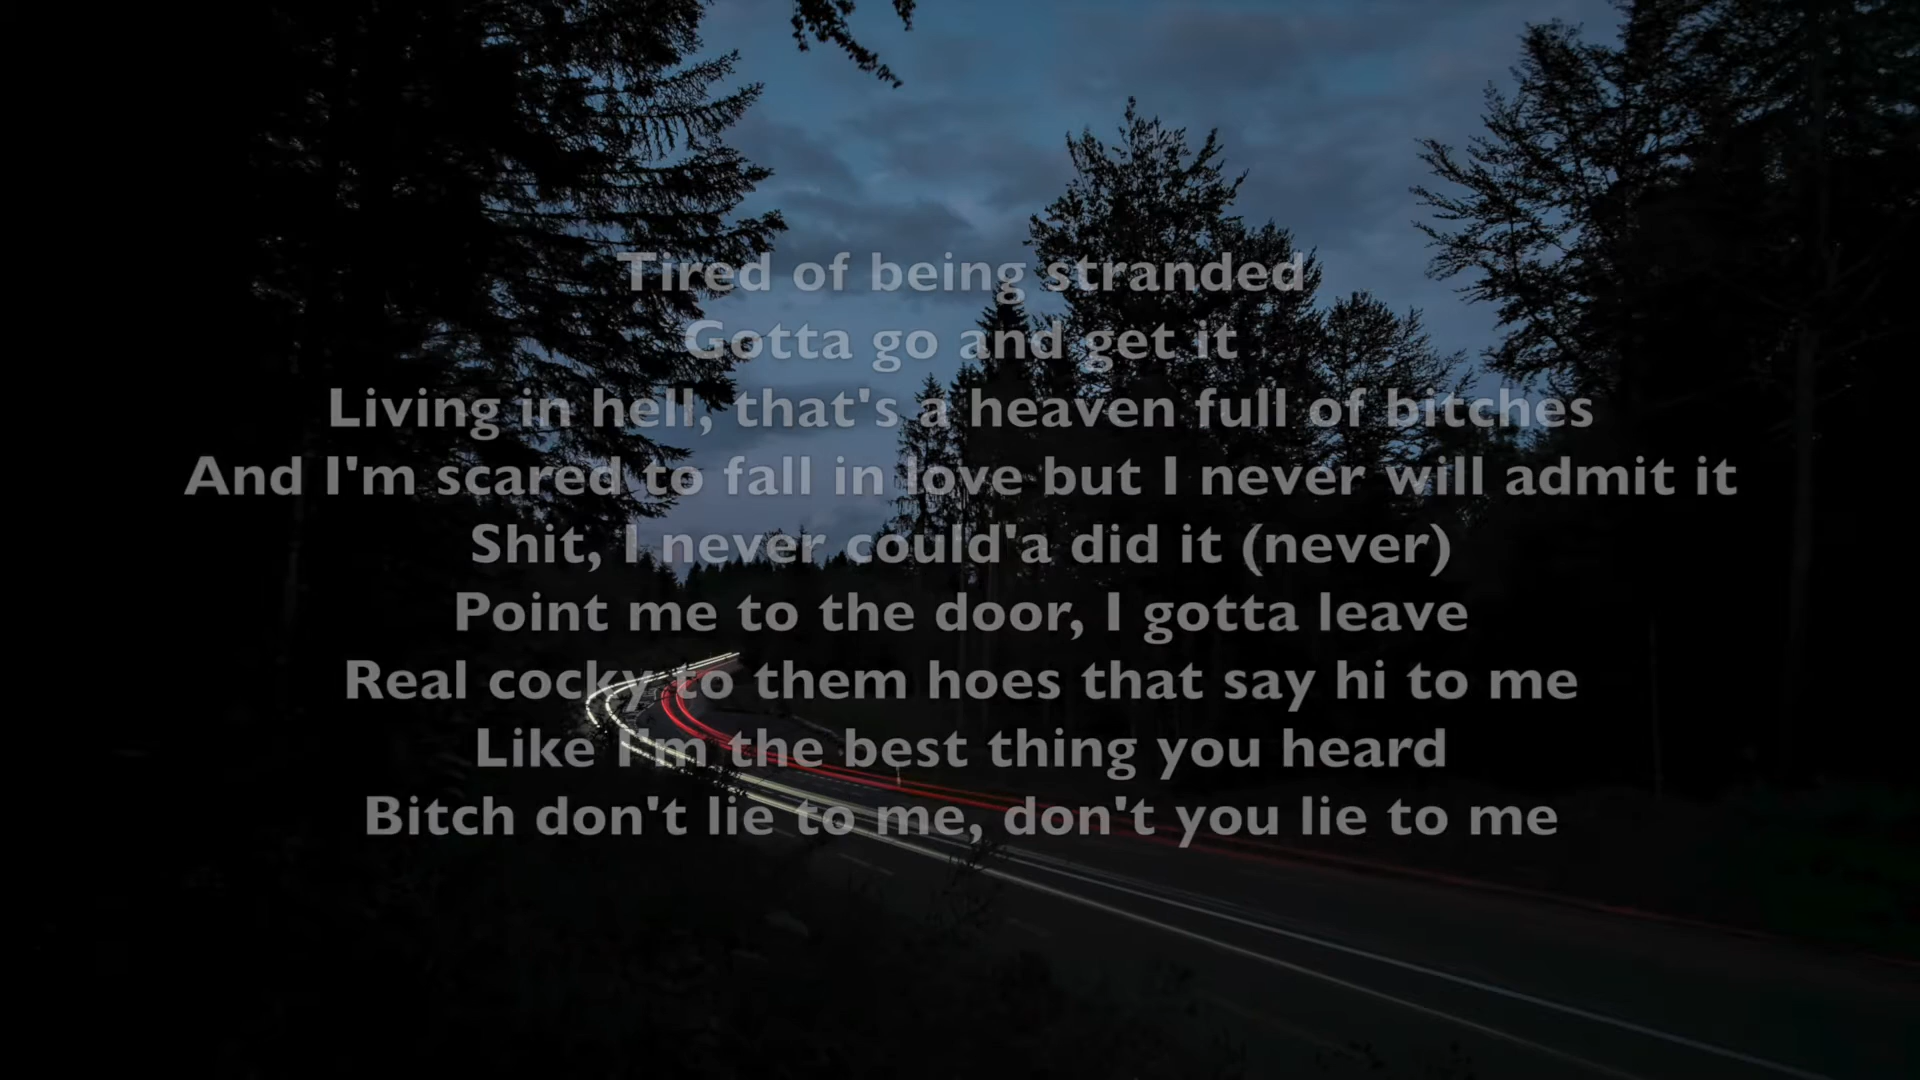 Tired of being stranded
Gotta go and get it
Living in hell, that's a heaven full of bitches
And I'm scared to fall in love but I never will admit it
Shit, I never could'a did it (never)
Point me to the door, I gotta leave
Real cocky to them hoes that say hi to me
Like I'm the best thing you heard
Bitch don't lie to me, don't you lie to me